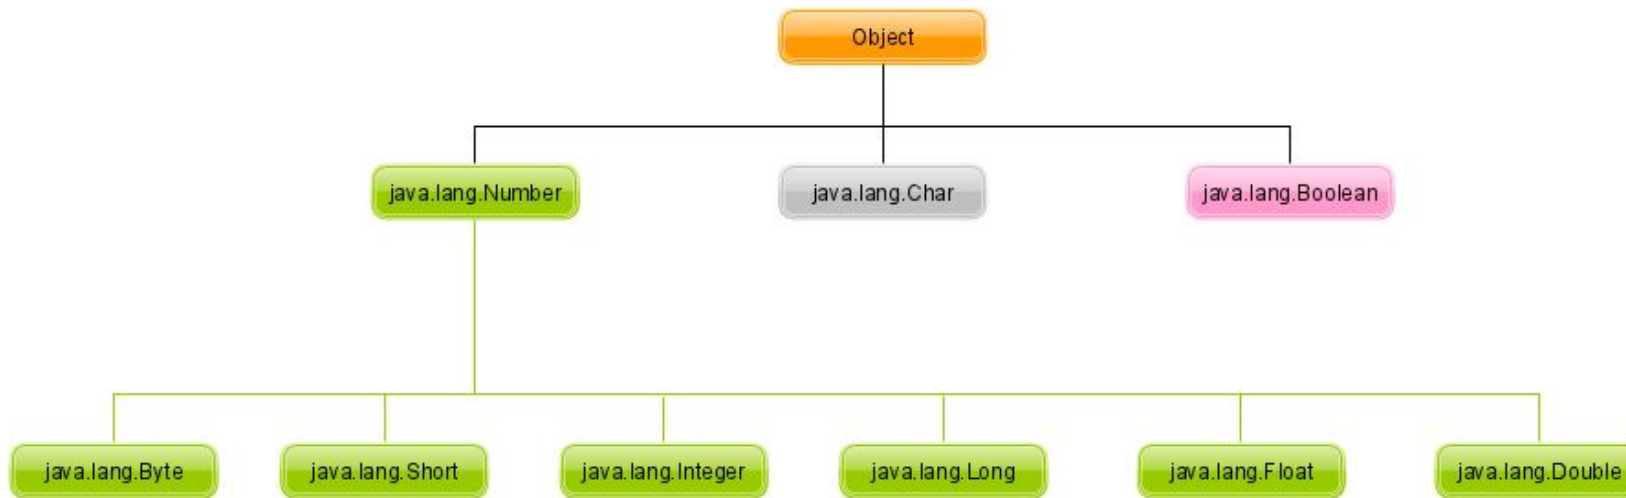 Object
java.lang.Number
java.lang.Char
java.lang.Boolean
java.lang.Byte
java.lang.Short
java.lang.Integer
java.lang.Long
java.lang.Float
java.lang.Double